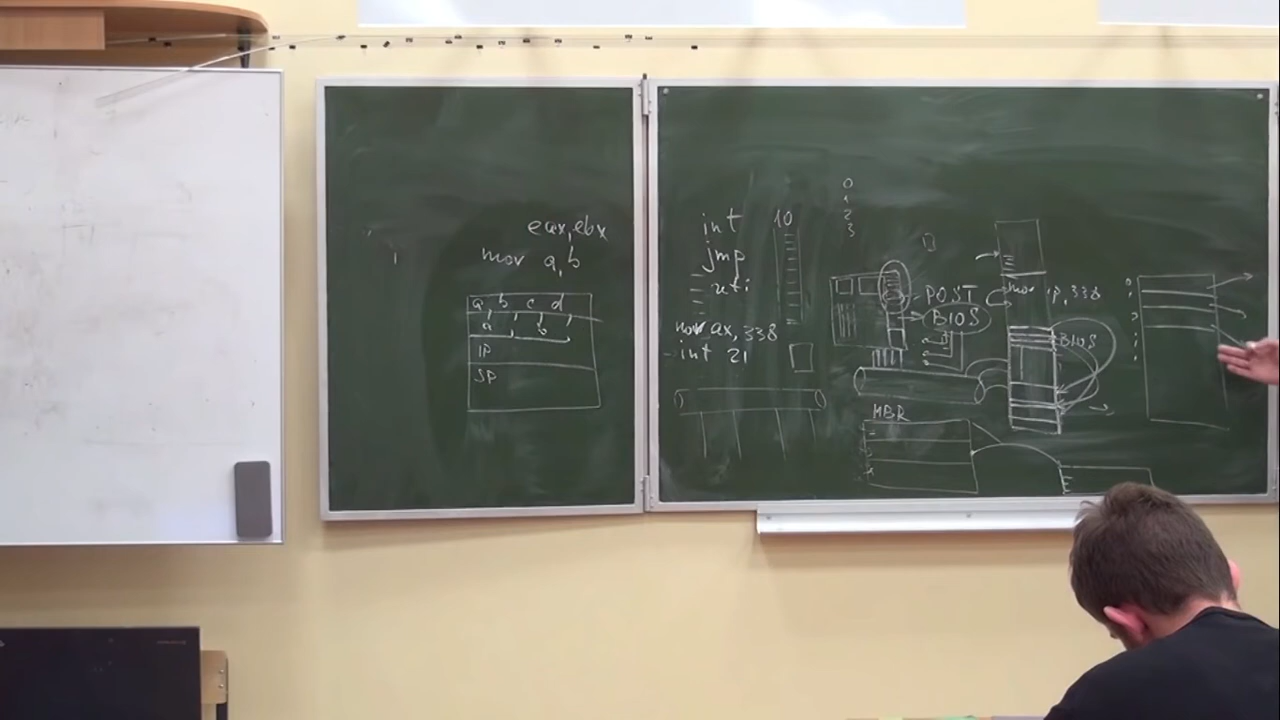 eax, ebx
mov a, b
a b c d
a b
IP
SP
int 10
jmp
mov ax, 338
int 21
0
1
2
3
POST
BIOS
mov ip, 338
BIOS
MBR